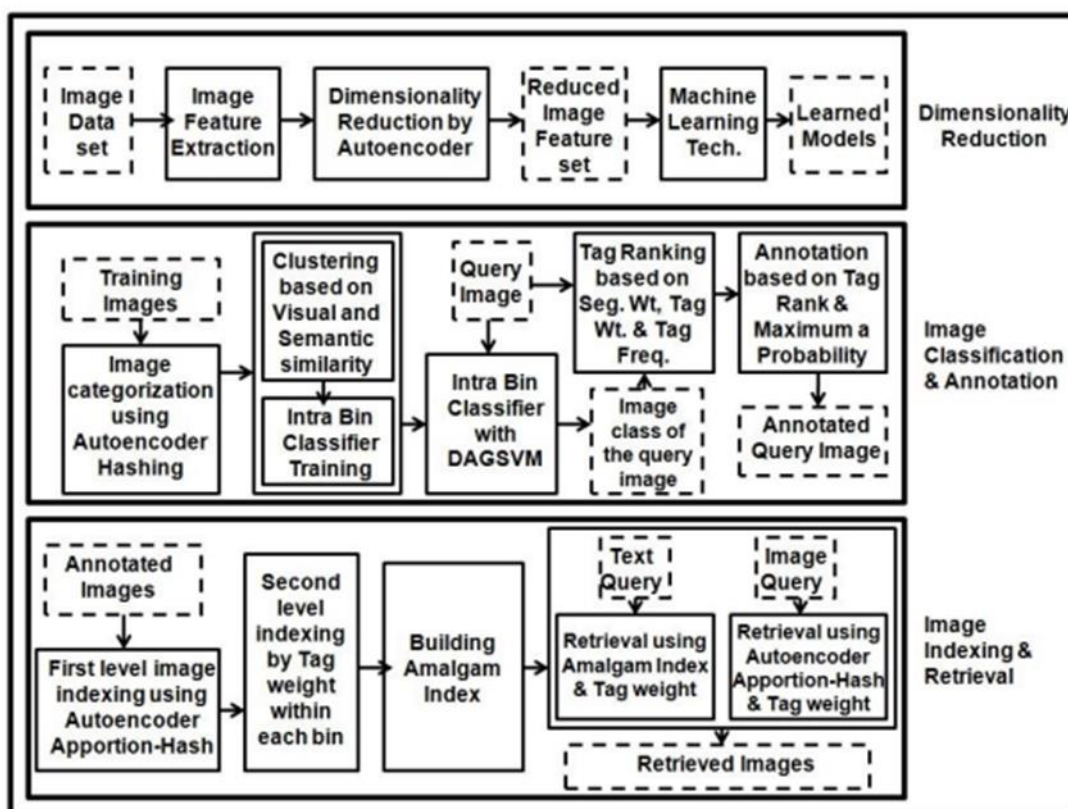 Image
Data
set
Image
Feature
Extraction
Dimensionality
Reduction by
Autoencoder
Reduced
Image
Feature
set
Machine
Learning
Tech.
Learned
Models
Dimensionality
Reduction
Training
Images
Image
categorization
using
Autoencoder
Hashing
Clustering
based on
Visual and
Semantic
similarity
Intra Bin
Classifier
Training
Query
Image
Intra Bin
Classifier
with
DAGSVM
Tag Ranking
based on
Seg. Wt, Tag
Wt. & Tag
Freq.
Image
class of
the query
image
Annotation
based on Tag
Rank &
Maximum a
Probability
Annotated
Query Image
Image
Classification
& Annotation
Annotated
Images
First level image
indexing using
Autoencoder
Apportion-Hash
Second
level
indexing
by Tag
weight
within
each bin
Building
Amalgam
Index
Text
Query
Retrieval using
Amalgam Index
& Tag weight
Image
Query
Retrieval using
Autoencoder
Apportion-Hash
& Tag weight
Retrieved Images
Image
Indexing &
Retrieval